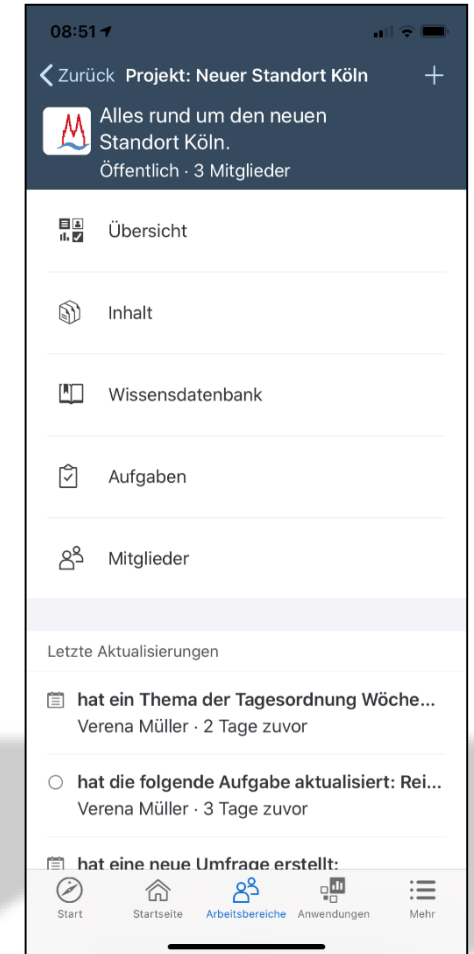 08:51
Zurück Projekt: Neuer Standort Köln
Alles rund um den neuen
Standort Köln.
Öffentlich · 3 Mitglieder
Übersicht
Inhalt
Wissensdatenbank
Aufgaben
Mitglieder
Letzte Aktualisierungen
hat ein Thema der Tagesordnung Wöche...
Verena Müller · 2 Tage zuvor
hat die folgende Aufgabe aktualisiert: Rei...
Verena Müller · 3 Tage zuvor
hat eine neue Umfrage erstellt:
Start Startseite Arbeitsbereiche Anwendungen Mehr